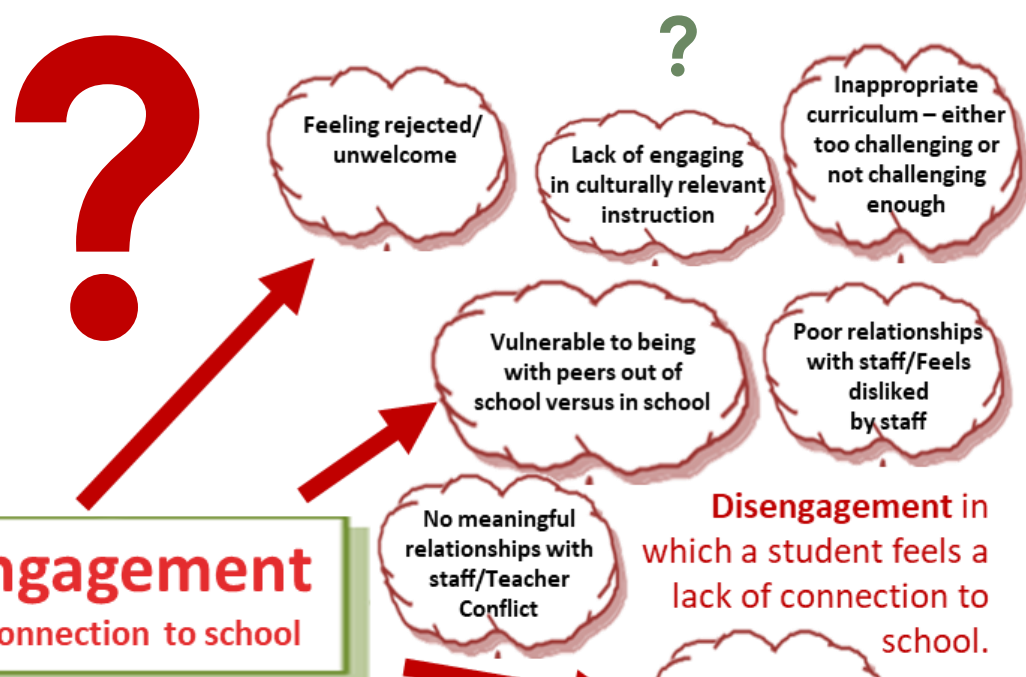 ?
?
Feeling rejected/
unwelcome
Lack of engaging
in culturally relevant
instruction
Inappropriate
curriculum – either
too challenging or
not challenging
enough
Vulnerable to being
with peers out of
school versus in school
Poor relationships
with staff/Feels
disliked
by staff
No meaningful
relationships with
staff/Teacher
Conflict
Disengagement in
which a student feels a
lack of connection to
school.
ngagement
onnection to school